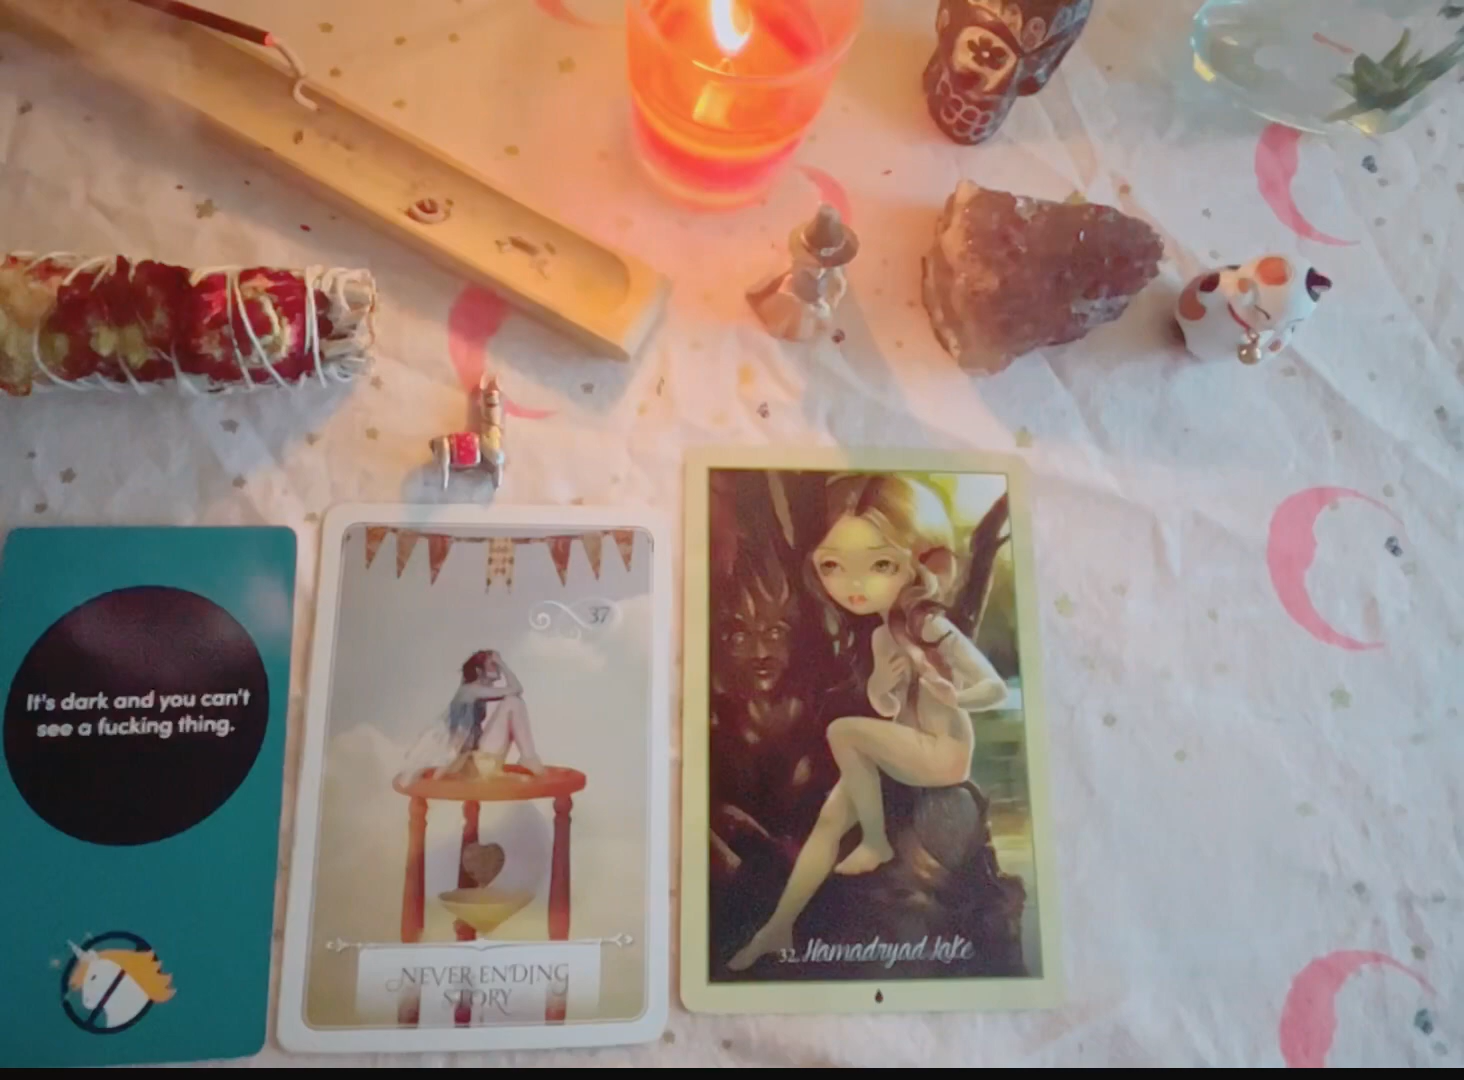 It's dark and you can't
see a fucking thing.
37
NEVER ENDING
STORY
32. Hamadryad Lake